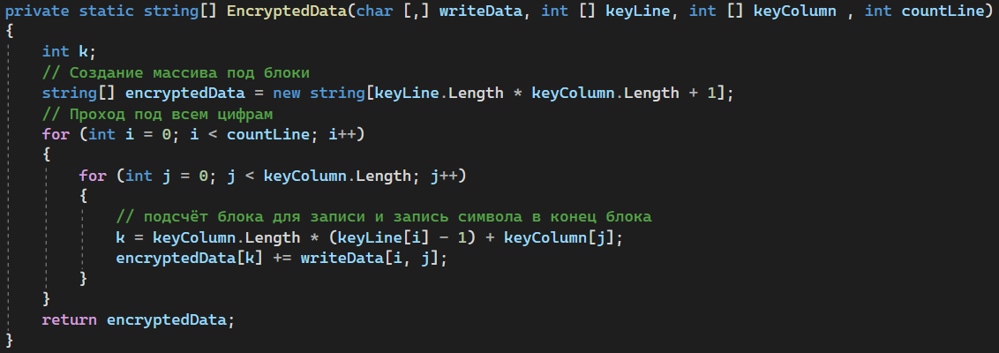 private static string[] EncryptedData(char [,] writeData, int [] keyLine, int [] keyColumn , int countLine)
{
    int k;
    // Создание массива под блоки
    string[] encryptedData = new string[keyLine.Length * keyColumn.Length + 1];
    // Проход под всем цифрам
    for (int i = 0; i < countLine; i++)
    {
        for (int j = 0; j < keyColumn.Length; j++)
        {
            // подсчёт блока для записи и запись символа в конец блока
            k = keyColumn.Length * (keyLine[i] - 1) + keyColumn[j];
            encryptedData[k] += writeData[i, j];
        }
    }
    return encryptedData;
}